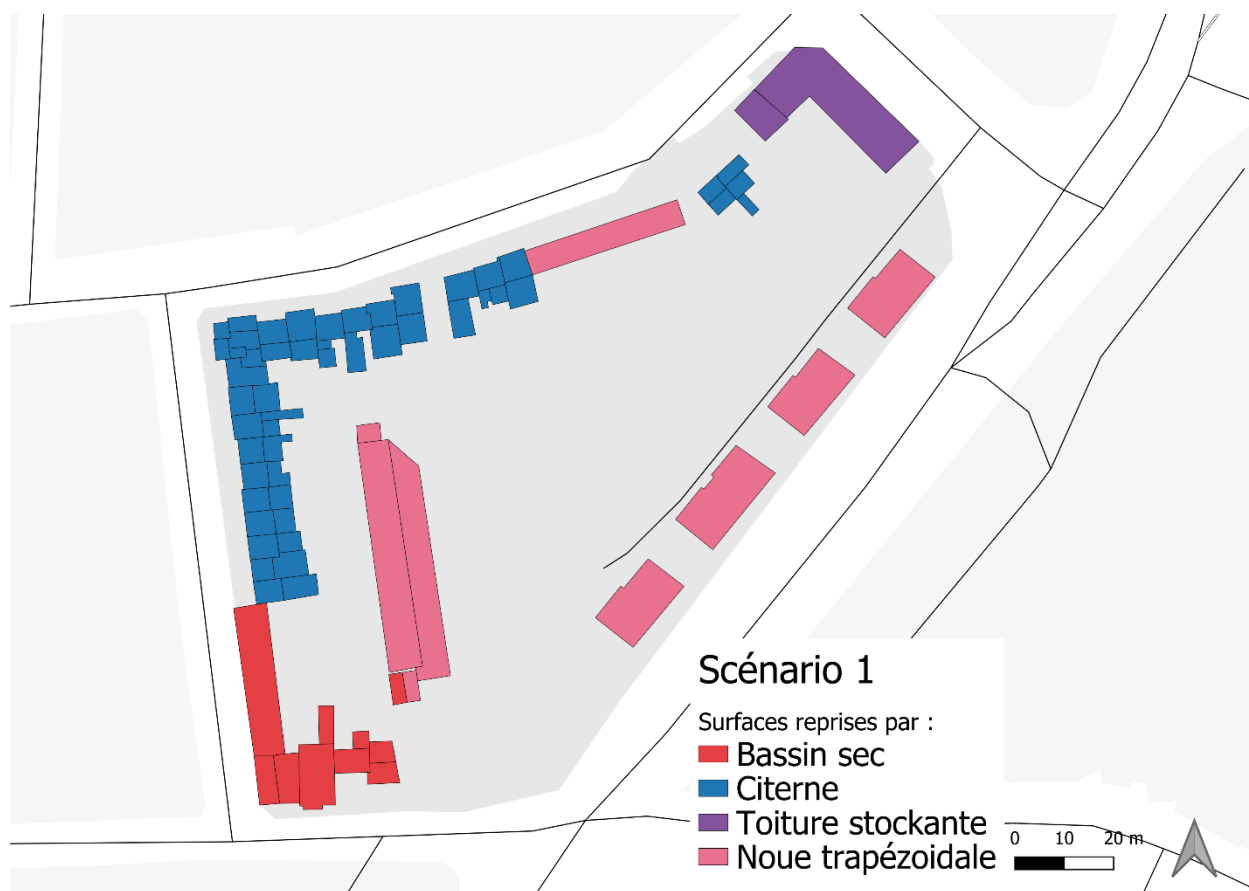 Scénario 1
Surfaces reprises par :
Bassin sec
Citerne
Toiture stockante
Noue trapézoidale
0 10 20 m